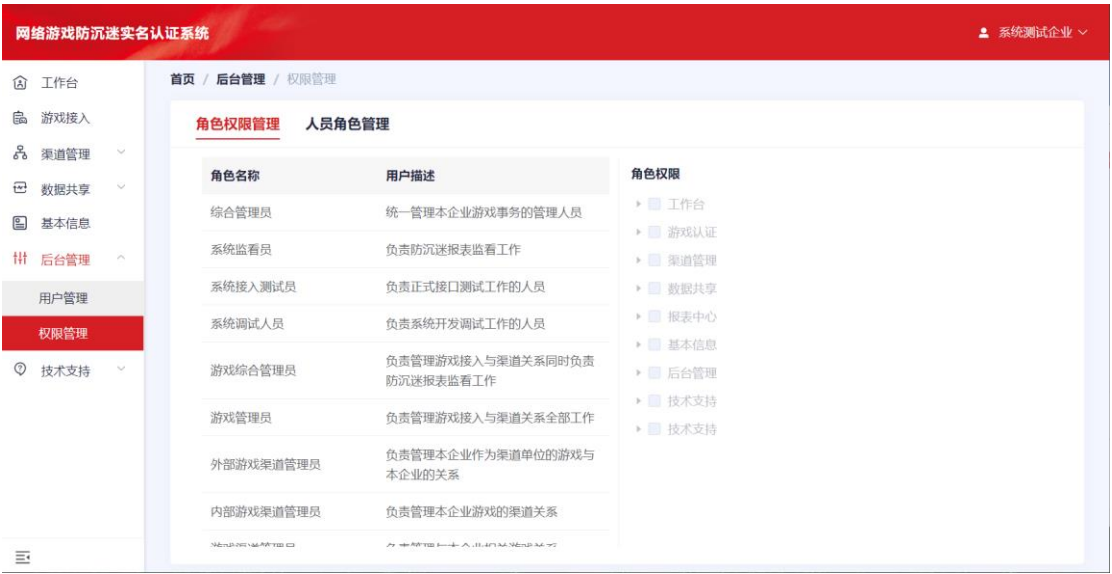 网络游戏防沉迷实名认证系统
系统测试企业
工作台
游戏接入
渠道管理
数据共享
基本信息
后台管理
用户管理
权限管理
技术支持
首页 / 后台管理 / 权限管理
角色权限管理 人员角色管理
角色名称 用户描述
综合管理员 统一管理本企业游戏事务的管理人员
系统监看员 负责防沉迷报表监看工作
系统接入测试员 负责正式接口测试工作的人员
系统调试人员 负责系统开发调试工作的人员
游戏综合管理员 负责管理游戏接入与渠道关系同时负责
防沉迷报表监看工作
游戏管理员 负责管理游戏接入与渠道关系全部工作
外部游戏渠道管理员 负责管理本企业作为渠道单位的游戏与
本企业的关系
内部游戏渠道管理员 负责管理本企业游戏的渠道关系
角色权限
工作台
游戏认证
渠道管理
数据共享
报表中心
基本信息
后台管理
技术支持
技术支持